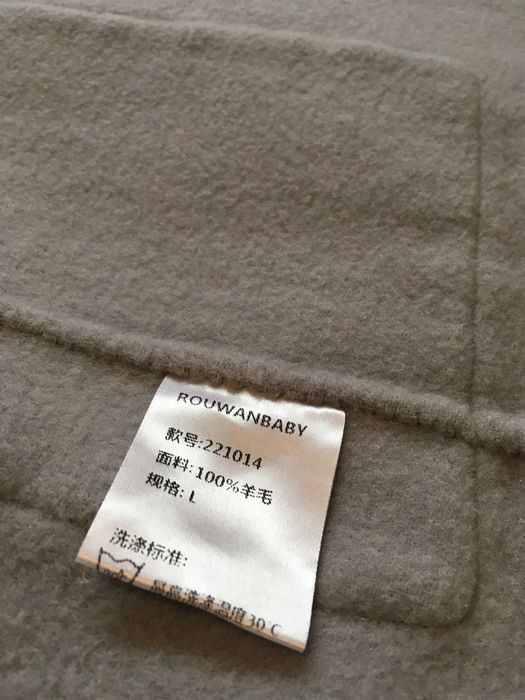 ROUWANBABY
款号:221014
面料:100%羊毛
规格: L
洗涤标准:
最高洗涤温度30℃